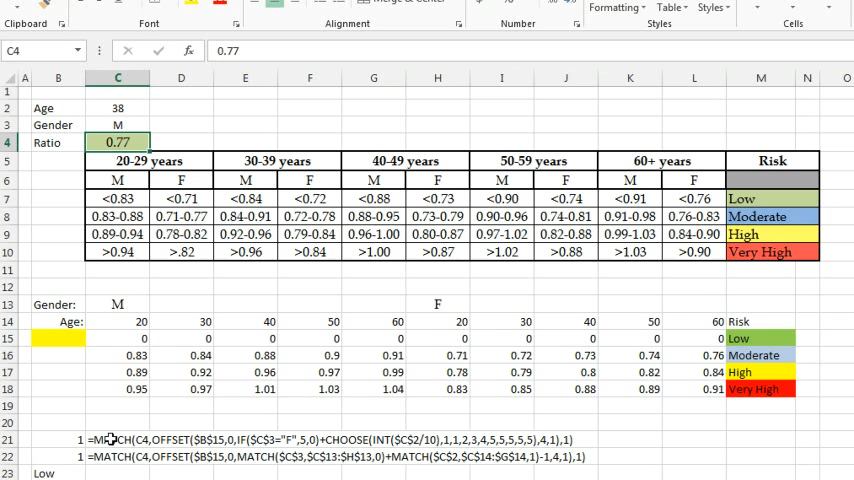 Merge & Center
$ %
Formatting Table Styles
Clipboard Font Alignment Number Styles Cells
C4 fx 0.77
A B C D E F G H I J K L M N O
1
2 Age 38
3 Gender M
4 Ratio 0.77
5 20-29 years 30-39 years 40-49 years 50-59 years 60+ years Risk
6 M F M F M F M F M F
7 <0.83 <0.71 <0.84 <0.72 <0.88 <0.73 <0.90 <0.74 <0.91 <0.76 Low
8 0.83-0.88 0.71-0.77 0.84-0.91 0.72-0.78 0.88-0.95 0.73-0.79 0.90-0.96 0.74-0.81 0.91-0.98 0.76-0.83 Moderate
9 0.89-0.94 0.78-0.82 0.92-0.96 0.79-0.84 0.96-1.00 0.80-0.87 0.97-1.02 0.82-0.88 0.99-1.03 0.84-0.90 High
10 >0.94 >.82 >0.96 >0.84 >1.00 >0.87 >1.02 >0.88 >1.03 >0.90 Very High
11
12
13 Gender: M F
14 Age: 20 30 40 50 60 20 30 40 50 60 Risk
15 0 0 0 0 0 0 0 0 0 0 Low
16 0.83 0.84 0.88 0.9 0.91 0.71 0.72 0.73 0.74 0.76 Moderate
17 0.89 0.92 0.96 0.97 0.99 0.78 0.79 0.8 0.82 0.84 High
18 0.95 0.97 1.01 1.03 1.04 0.83 0.85 0.88 0.89 0.91 Very High
19
20
21 1 =MATCH(C4,OFFSET($B$15,0,IF($C$3="F",5,0)+CHOOSE(INT($C$2/10),1,1,2,3,4,5,5,5,5,5),4,1),1)
22 1 =MATCH(C4,OFFSET($B$15,0,MATCH($C$3,$C$13:$H$13,0)+MATCH($C$2,$C$14:$G$14,1)-1,4,1),1)
23 Low